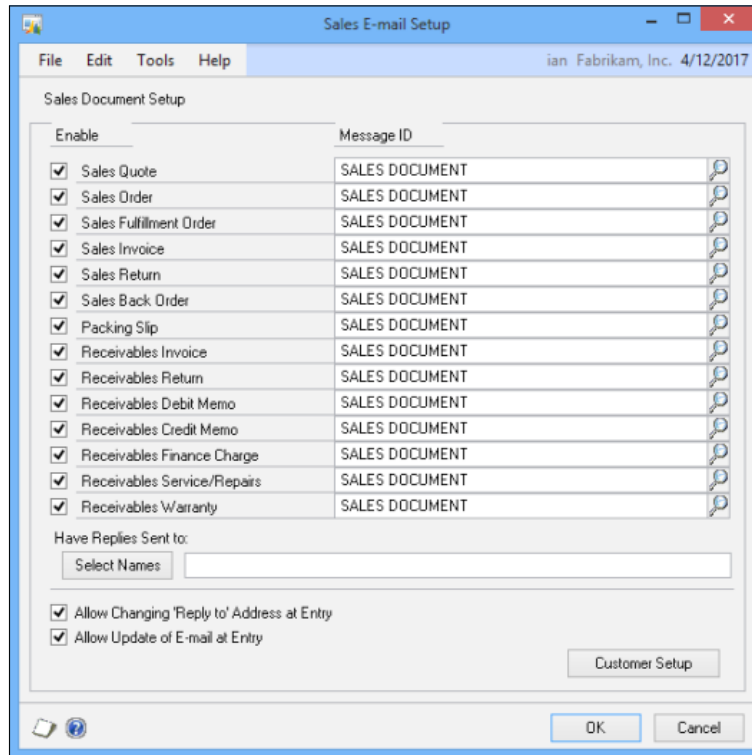 Sales E-mail Setup
File Edit Tools Help ian Fabrikam, Inc. 4/12/2017
Sales Document Setup
Enable Message ID
Sales Quote SALES DOCUMENT
Sales Order SALES DOCUMENT
Sales Fulfillment Order SALES DOCUMENT
Sales Invoice SALES DOCUMENT
Sales Return SALES DOCUMENT
Sales Back Order SALES DOCUMENT
Packing Slip SALES DOCUMENT
Receivables Invoice SALES DOCUMENT
Receivables Return SALES DOCUMENT
Receivables Debit Memo SALES DOCUMENT
Receivables Credit Memo SALES DOCUMENT
Receivables Finance Charge SALES DOCUMENT
Receivables Service/Repairs SALES DOCUMENT
Receivables Warranty SALES DOCUMENT
Have Replies Sent to:
Select Names
Allow Changing 'Reply to' Address at Entry
Allow Update of E-mail at Entry
Customer Setup
OK Cancel